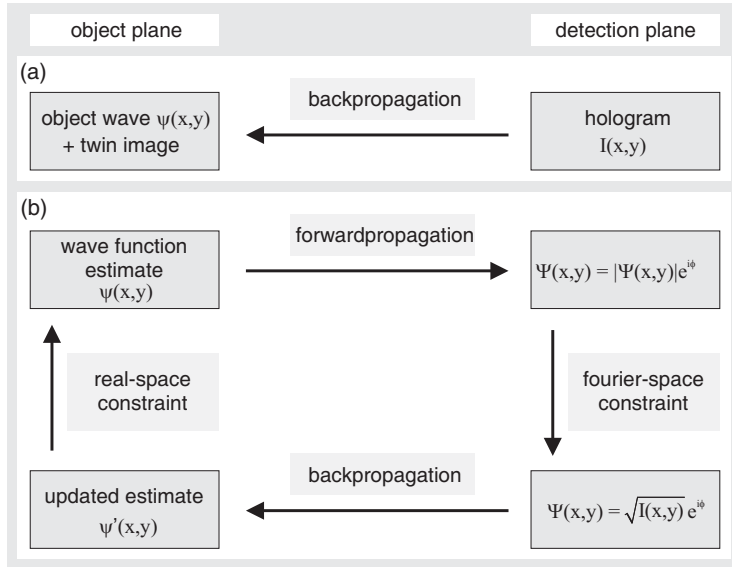 object plane
detection plane
(a)
object wave ψ(x,y)
+ twin image
backpropagation
hologram
I(x,y)
(b)
wave function
estimate
ψ(x,y)
forwardpropagation
Ψ(x,y) = |Ψ(x,y)|e^{iϕ}
real-space
constraint
fourier-space
constraint
updated estimate
ψ'(x,y)
backpropagation
Ψ(x,y) = √I(x,y) e^{iϕ}